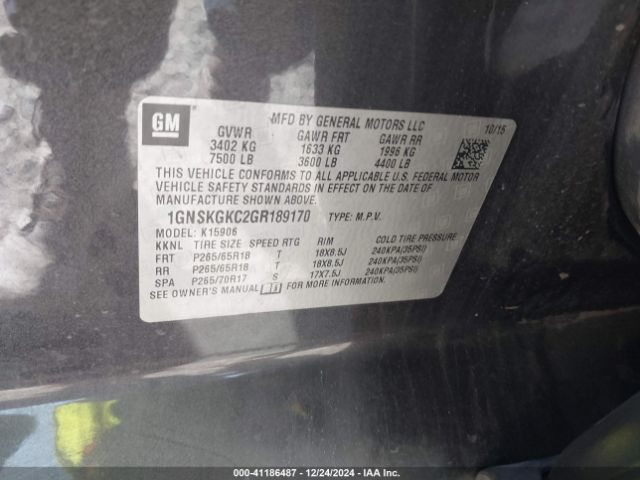 GM
MFD BY GENERAL MOTORS LLC 10/15
GVWR GAWR FRT GAWR RR
3402 KG 1633 KG 1996 KG
7500 LB 3600 LB 4400 LB
THIS VEHICLE CONFORMS TO ALL APPLICABLE U.S. FEDERAL MOTOR
VEHICLE SAFETY STANDARDS IN EFFECT ON THE DATE OF
MANUFACTURE SHOWN ABOVE.
1GNSKGKC2GR189170 TYPE: M.P.V.
MODEL: K15906
KKNL TIRE SIZE SPEED RTG RIM COLD TIRE PRESSURE
FRT P265/65R18 T 18X8.5J 240KPA(35PSI)
RR P265/65R18 T 18X8.5J 240KPA(35PSI)
SPA P265/70R17 S 17X7.5J 240KPA(35PSI)
SEE OWNER'S MANUAL FOR MORE INFORMATION.
000-41186487 - 12/24/2024 - IAA Inc.